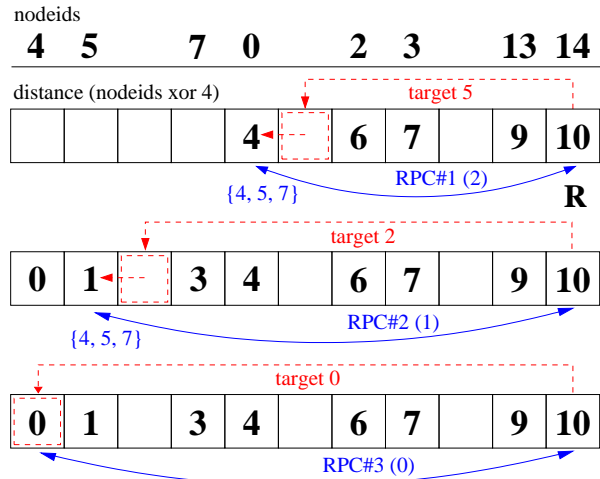 nodeids
4 5 7 0 2 3 13 14
distance (nodeids xor 4)
target 5
4 6 7 9 10
RPC#1 (2)
{4, 5, 7}
R
target 2
0 1 3 4 6 7 9 10
RPC#2 (1)
{4, 5, 7}
target 0
0 1 3 4 6 7 9 10
RPC#3 (0)